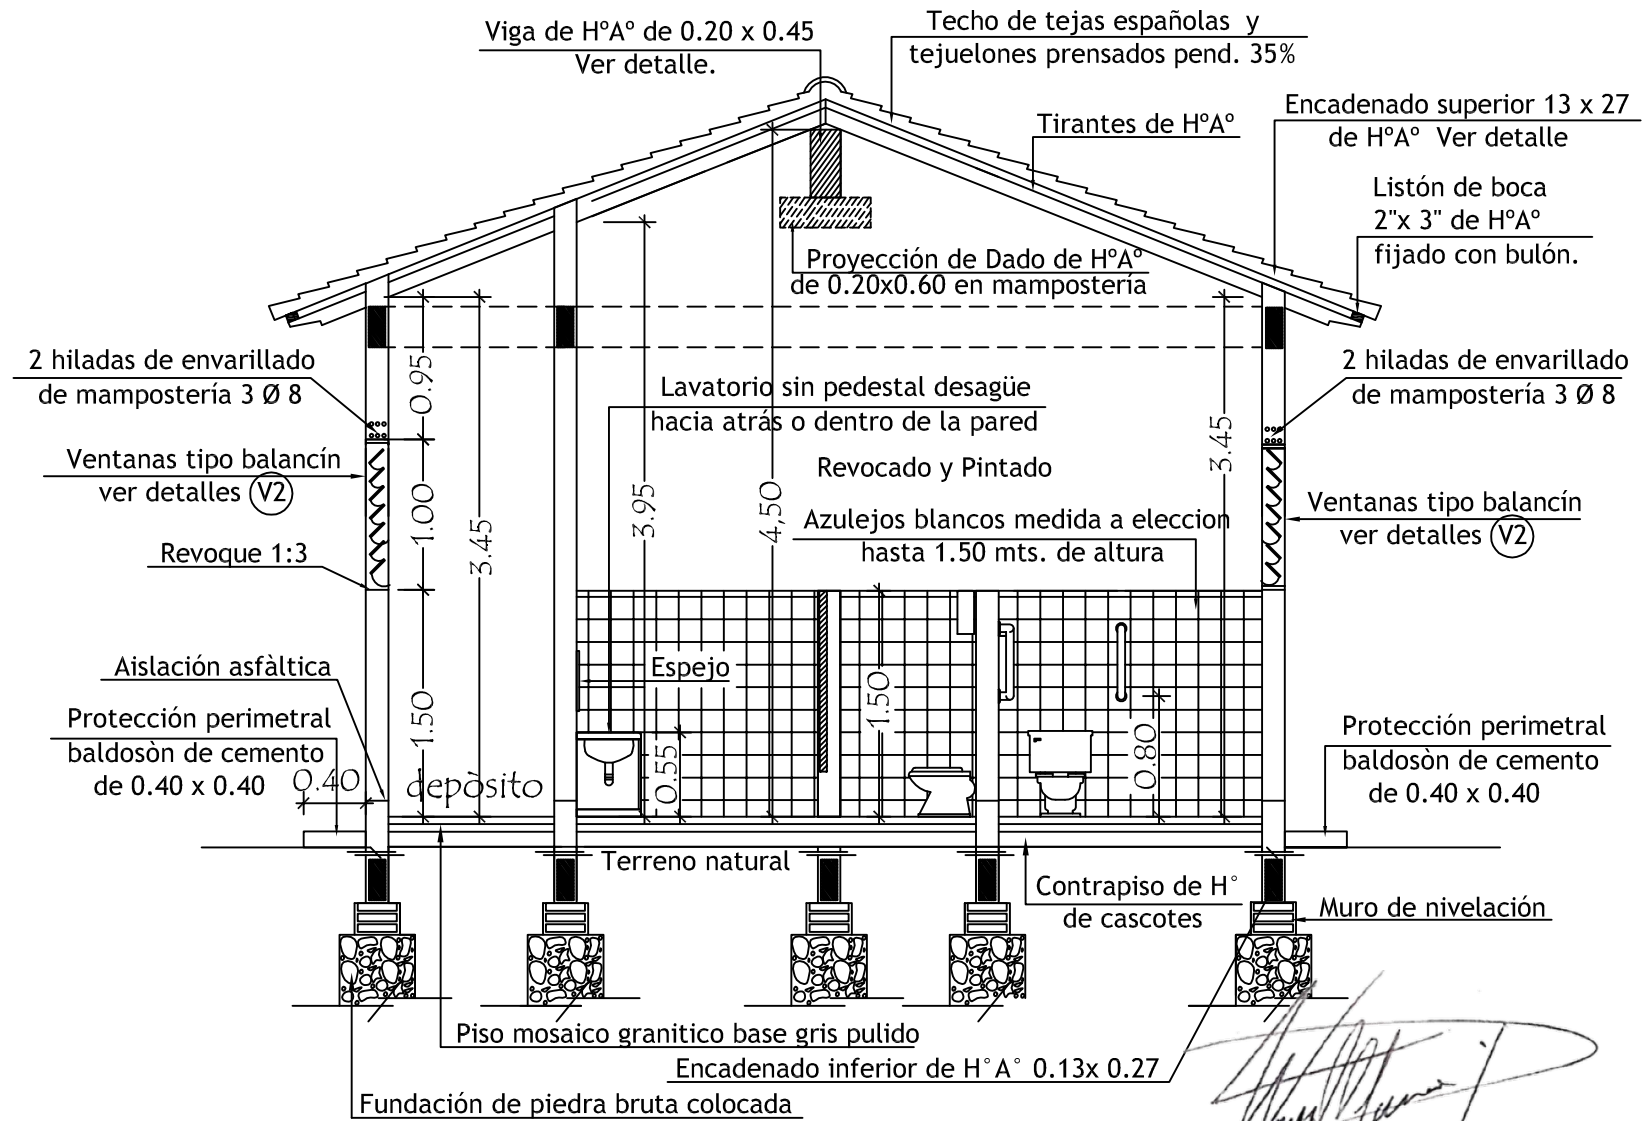 Viga de HºAº de 0.20 x 0.45
Ver detalle.
Techo de tejas españolas y
tejuelones prensados pend. 35%
Tirantes de HºAº
Encadenado superior 13 x 27
de HºAº Ver detalle
Listón de boca
2"x 3" de HºAº
fijado con bulón.
Proyección de Dado de HºAº
de 0.20x0.60 en mampostería
2 hiladas de envarillado
de mampostería 3 Ø 8
0.95
Lavatorio sin pedestal desagüe
hacia atrás o dentro de la pared
2 hiladas de envarillado
de mampostería 3 Ø 8
3.45
Ventanas tipo balancín
ver detalles V2
Revocado y Pintado
1.00
3.45
3.95
4,50
Azulejos blancos medida a eleccion
hasta 1.50 mts. de altura
Ventanas tipo balancín
ver detalles V2
Revoque 1:3
Aislación asfàltica
Espejo
1.50
1.50
Protección perimetral
baldosòn de cemento
de 0.40 x 0.40
0.40
depòsito
0.55
0.80
Protección perimetral
baldosòn de cemento
de 0.40 x 0.40
Terreno natural
Contrapiso de H°
de cascotes
Muro de nivelación
Piso mosaico granitico base gris pulido
Encadenado inferior de H°A° 0.13x 0.27
Fundación de piedra bruta colocada